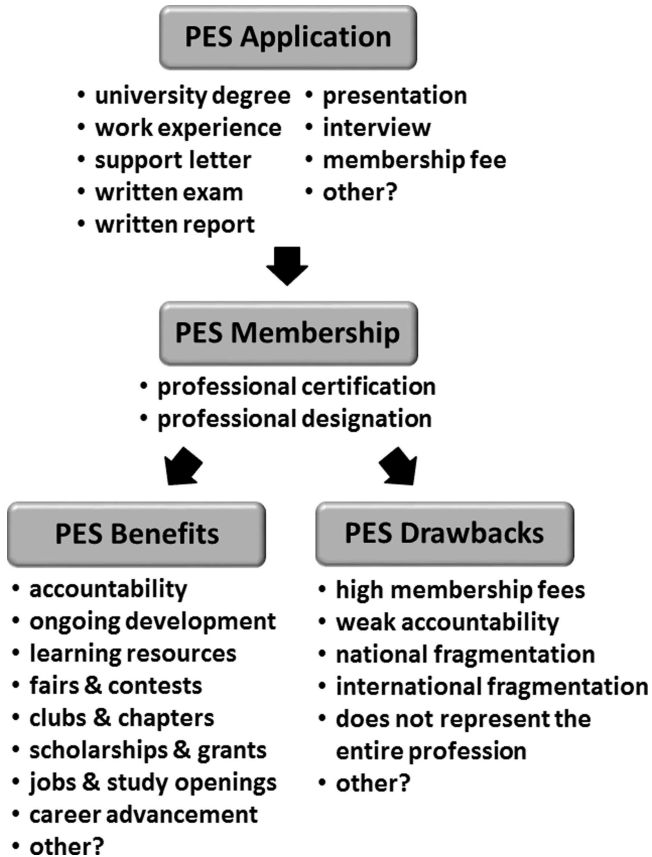 PES Application
• university degree
• work experience
• support letter
• written exam
• written report
• presentation
• interview
• membership fee
• other?
PES Membership
• professional certification
• professional designation
PES Benefits
• accountability
• ongoing development
• learning resources
• fairs & contests
• clubs & chapters
• scholarships & grants
• jobs & study openings
• career advancement
• other?
PES Drawbacks
• high membership fees
• weak accountability
• national fragmentation
• international fragmentation
• does not represent the
entire profession
• other?